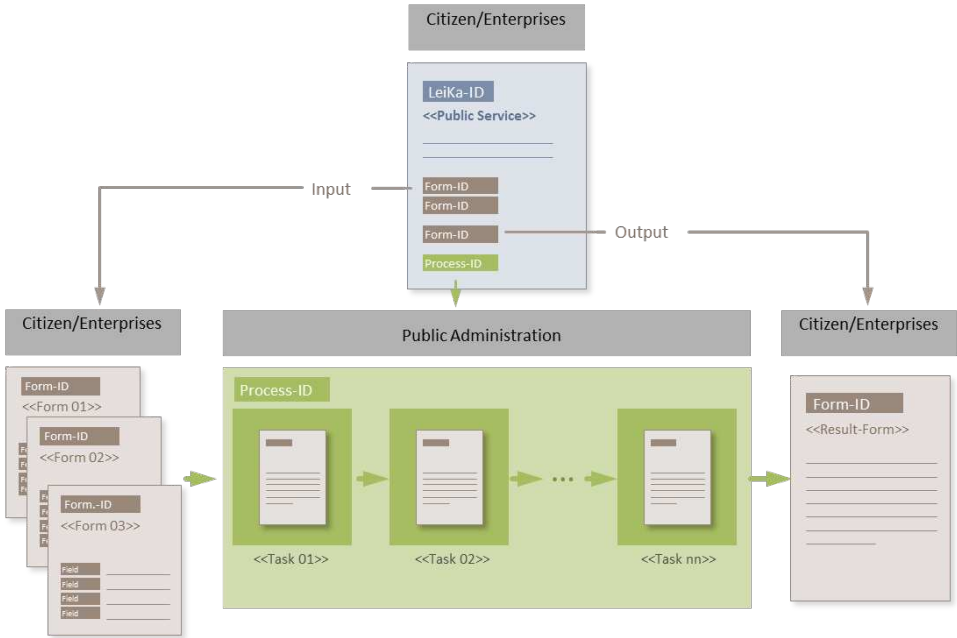 Citizen/Enterprises
LeiKa-ID
<<Public Service>>
Form-ID
Form-ID
Form-ID
Process-ID
Input
Output
Citizen/Enterprises
Public Administration
Citizen/Enterprises
Form-ID
<<Form 01>>
Form-ID
<<Form 02>>
Form.-ID
<<Form 03>>
Field
Field
Field
Field
Process-ID
<<Task 01>>
<<Task 02>>
...
<<Task nn>>
Form-ID
<<Result-Form>>